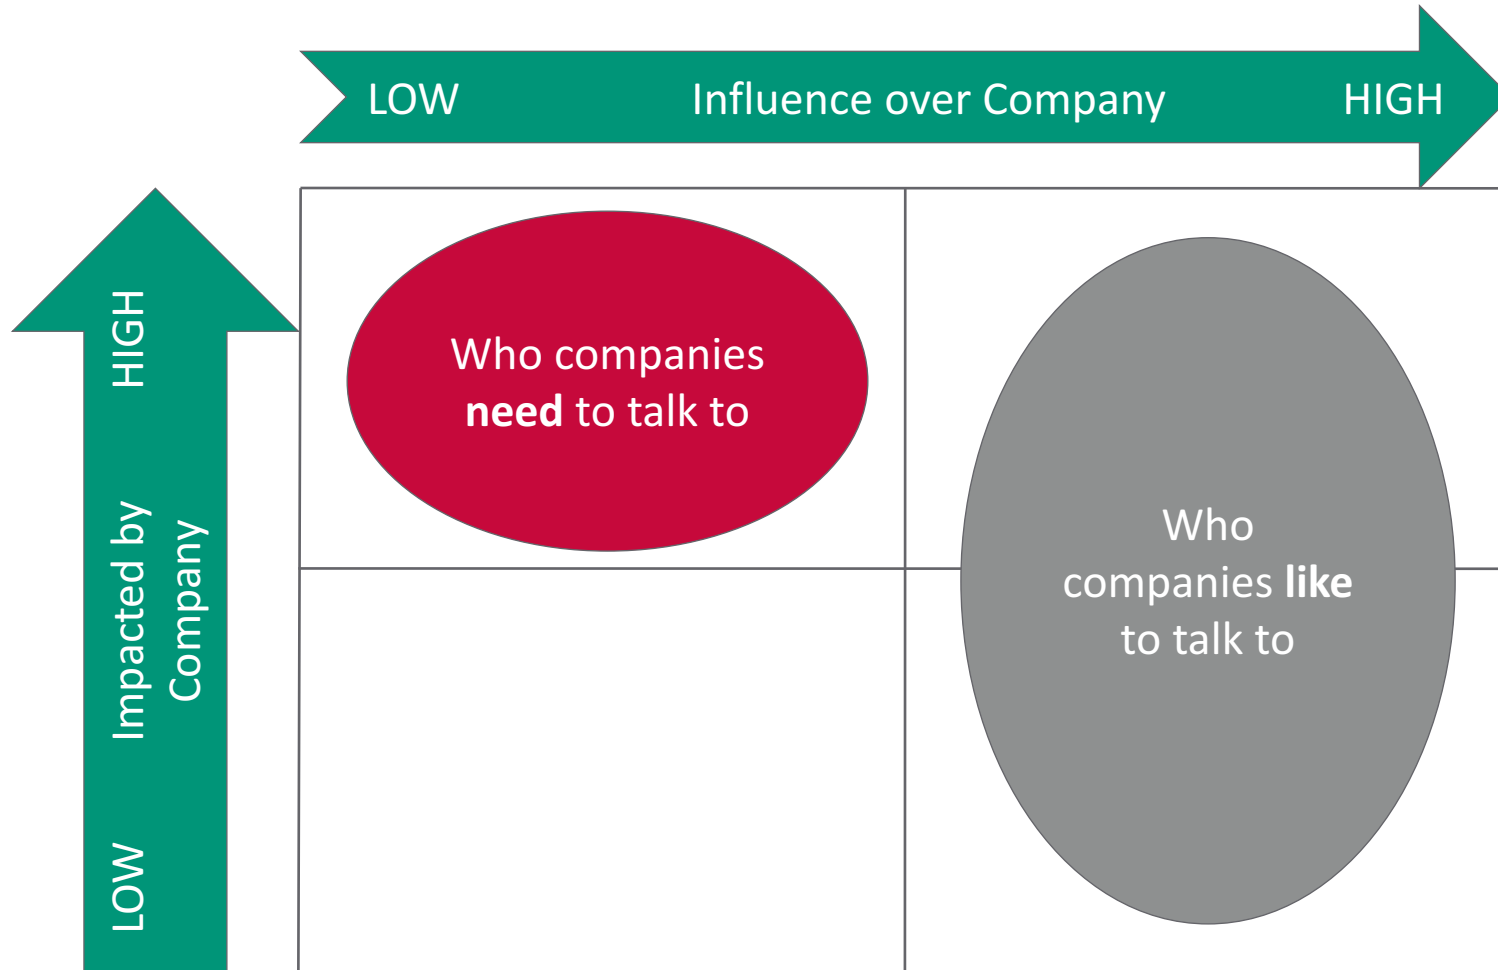 LOW Influence over Company HIGH
HIGH
Impacted by
Company
LOW
Who companies
need to talk to
Who
companies like
to talk to